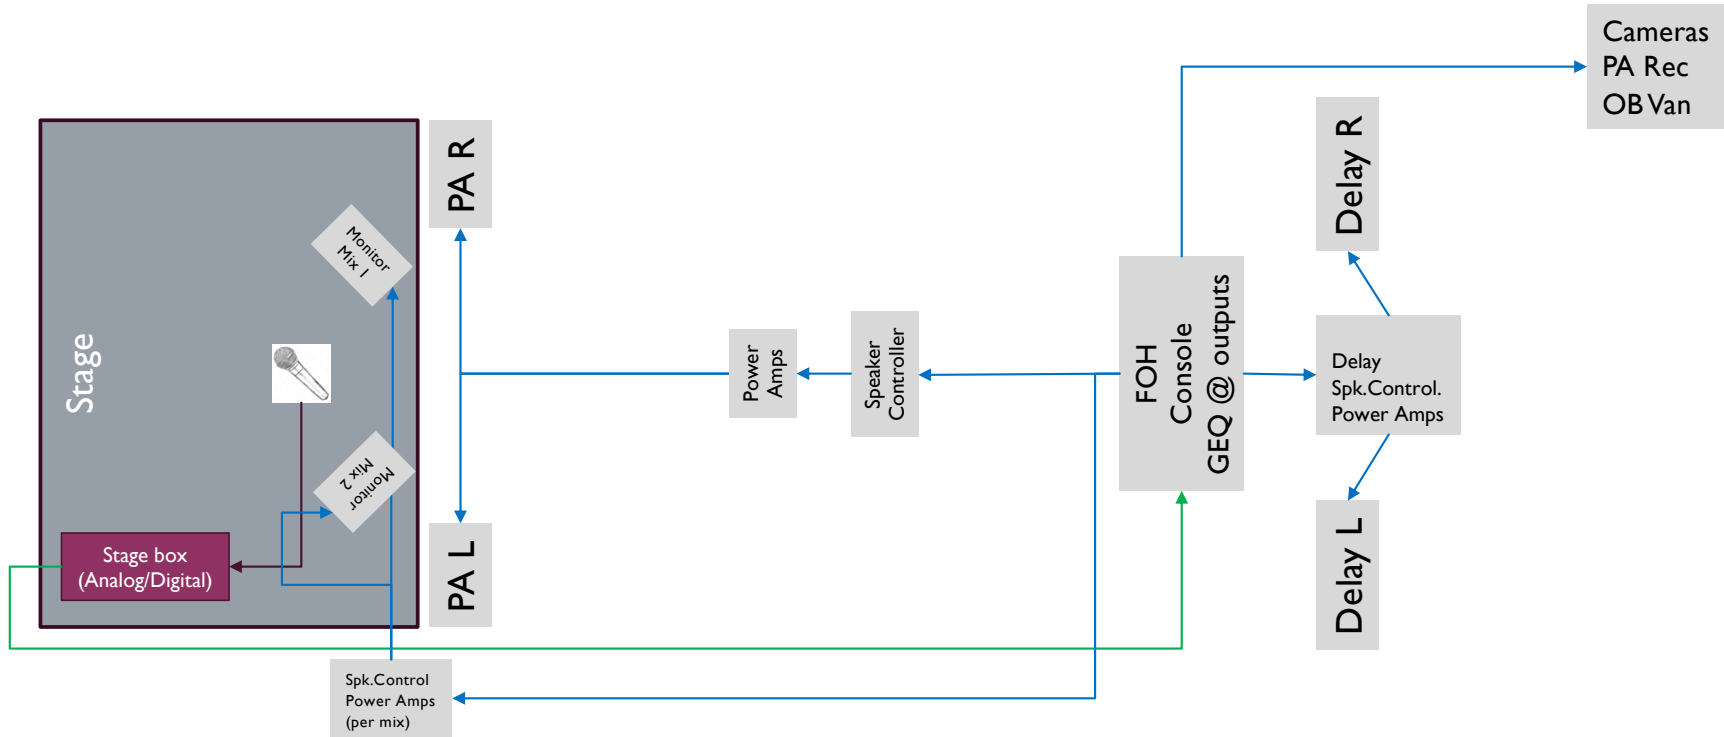 Cameras
PA Rec
OB Van
Stage
Monitor
Mix 1
Monitor
Mix 2
Stage box
(Analog/Digital)
PA R
PA L
Spk.Control
Power Amps
(per mix)
Power
Amps
Speaker
Controller
FOH
Console
GEQ @ outputs
Delay R
Delay
Spk.Control.
Power Amps
Delay L